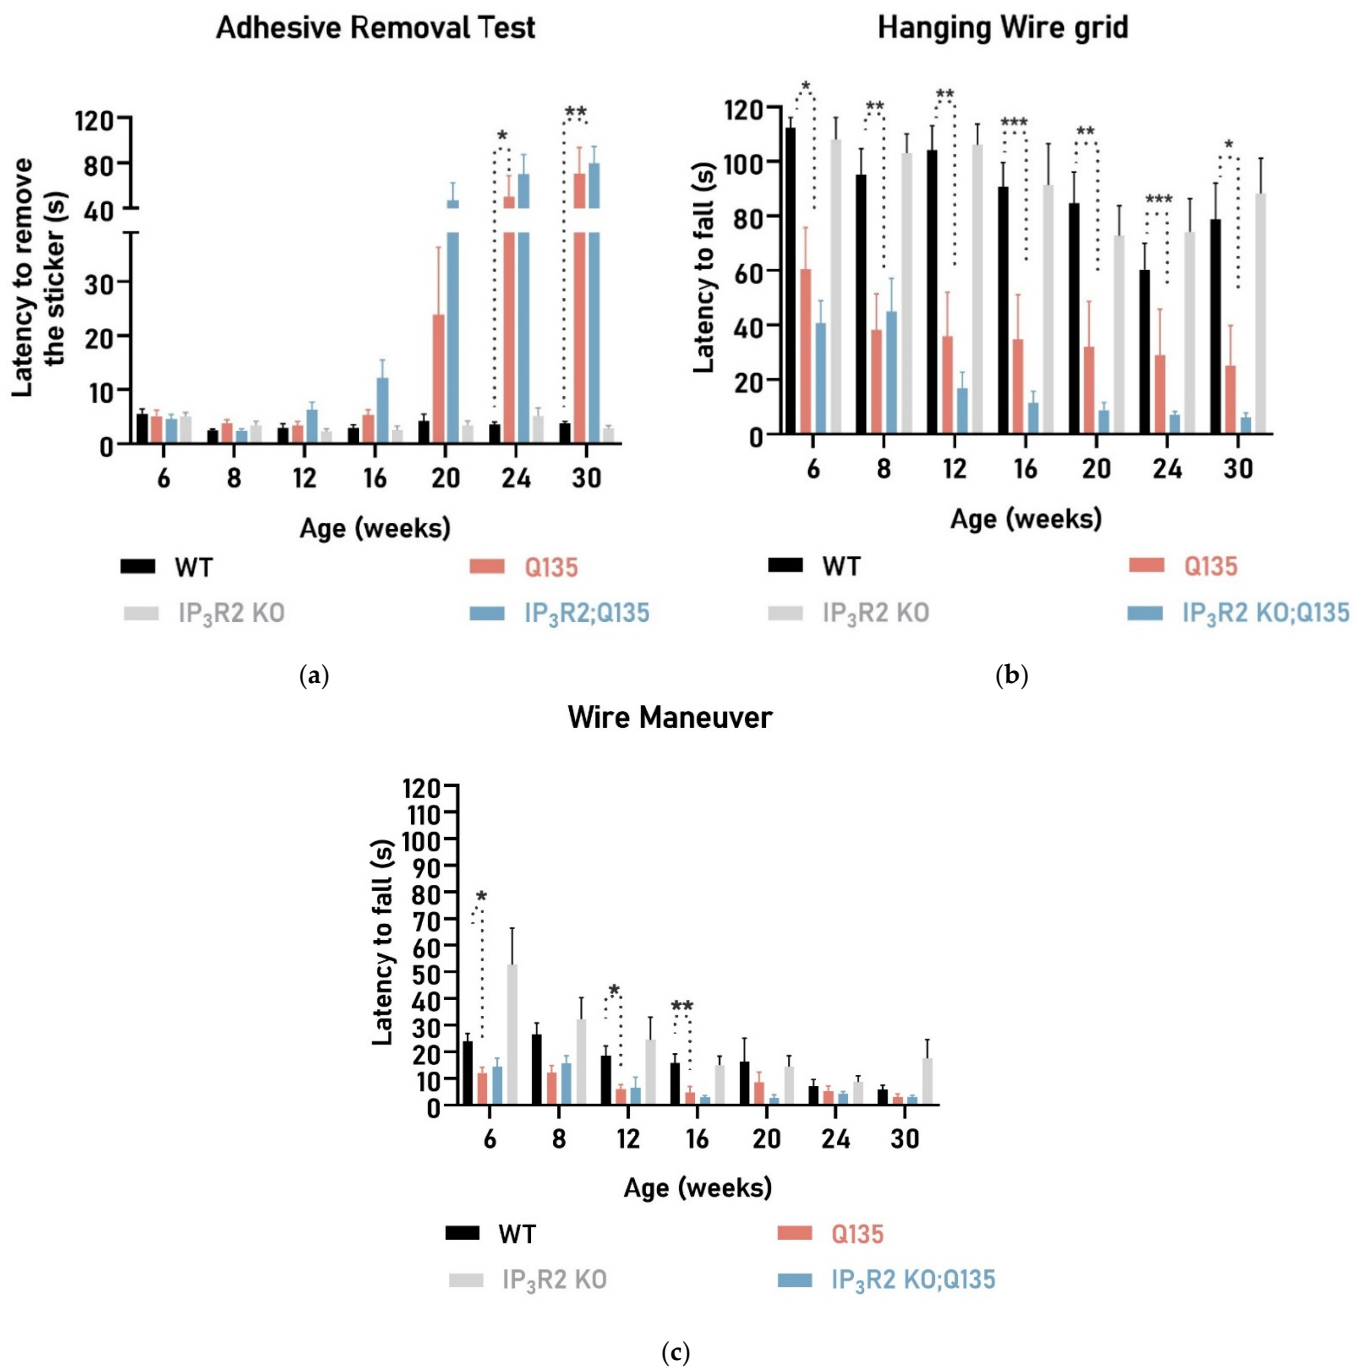 Adhesive Removal Test
Latency to remove
the sticker (s)
120
80
40
30
20
10
0
* **
6 8 12 16 20 24 30
Age (weeks)
WT Q135
IP3R2 KO IP3R2;Q135
(a)
Hanging Wire grid
Latency to fall (s)
120
100
80
60
40
20
0
* ** ** *** ** *** *
6 8 12 16 20 24 30
Age (weeks)
WT Q135
IP3R2 KO IP3R2 KO;Q135
(b)
Wire Maneuver
Latency to fall (s)
120
110
100
90
80
70
60
50
40
30
20
10
0
* * **
6 8 12 16 20 24 30
Age (weeks)
WT Q135
IP3R2 KO IP3R2 KO;Q135
(c)